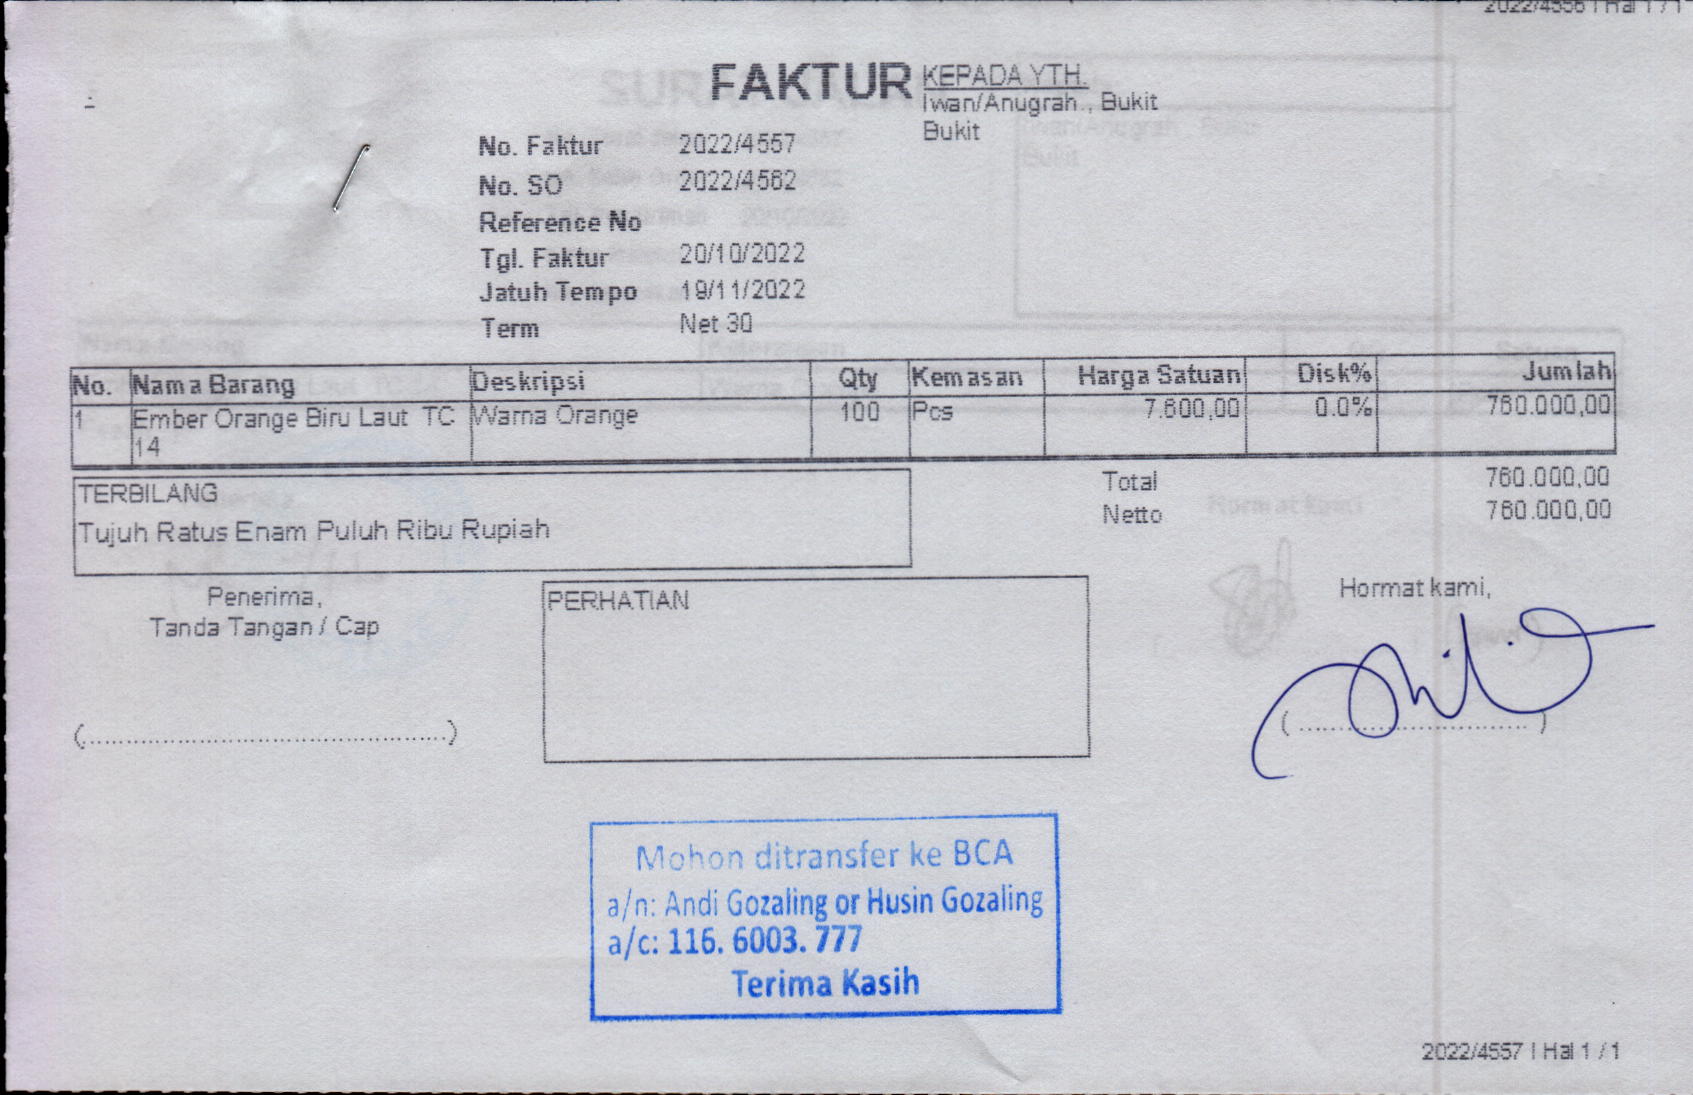 2022/4556 | Hal 1 / 1
FAKTUR
KEPADA YTH.
Iwan/Anugrah., Bukit
Bukit
No. Faktur 2022/4557
No. SO 2022/4562
Reference No
Tgl. Faktur 20/10/2022
Jatuh Tempo 19/11/2022
Term Net 30
No. Nama Barang Deskripsi Qty Kemasan Harga Satuan Disk% Jumlah
1 Ember Orange Biru Laut TC Warna Orange 100 Pcs 7.600,00 0.0% 760.000,00
14
Total 760.000,00
Netto 760.000,00
TERBILANG
Tujuh Ratus Enam Puluh Ribu Rupiah
Penerima,
Tanda Tangan / Cap
(................................................)
PERHATIAN
Hormat kami,
(................................)
Mohon ditransfer ke BCA
a/n: Andi Gozaling or Husin Gozaling
a/c: 116. 6003. 777
Terima Kasih
2022/4557 | Hal 1 / 1